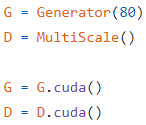 G = Generator(80)
D = MultiScale()
G = G.cuda()
D = D.cuda()